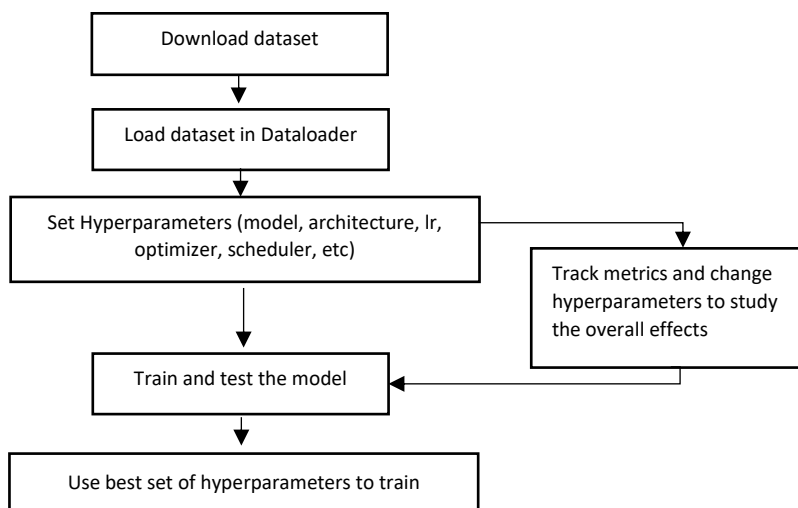 Download dataset
Load dataset in Dataloader
Set Hyperparameters (model, architecture, lr,
optimizer, scheduler, etc)
Track metrics and change
hyperparameters to study
the overall effects
Train and test the model
Use best set of hyperparameters to train